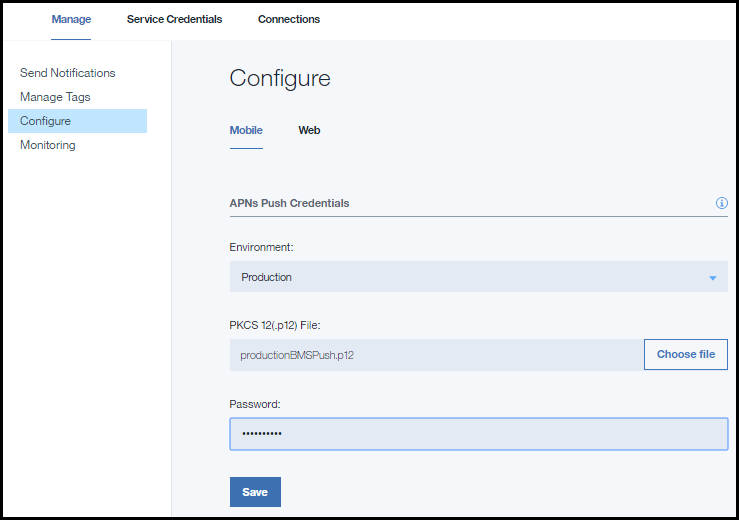 Manage Service Credentials Connections
Send Notifications
Manage Tags
Configure
Monitoring
Configure
Mobile Web
APNs Push Credentials
Environment:
Production
PKCS 12(.p12) File:
productionBMSPush.p12 Choose file
Password:
••••••••••
Save